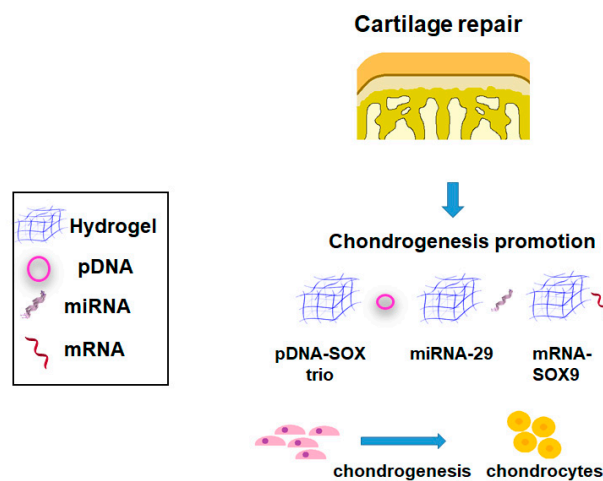 Cartilage repair
Hydrogel
pDNA
miRNA
mRNA
Chondrogenesis promotion
pDNA-SOX
trio
miRNA-29
mRNA-
SOX9
chondrogenesis
chondrocytes